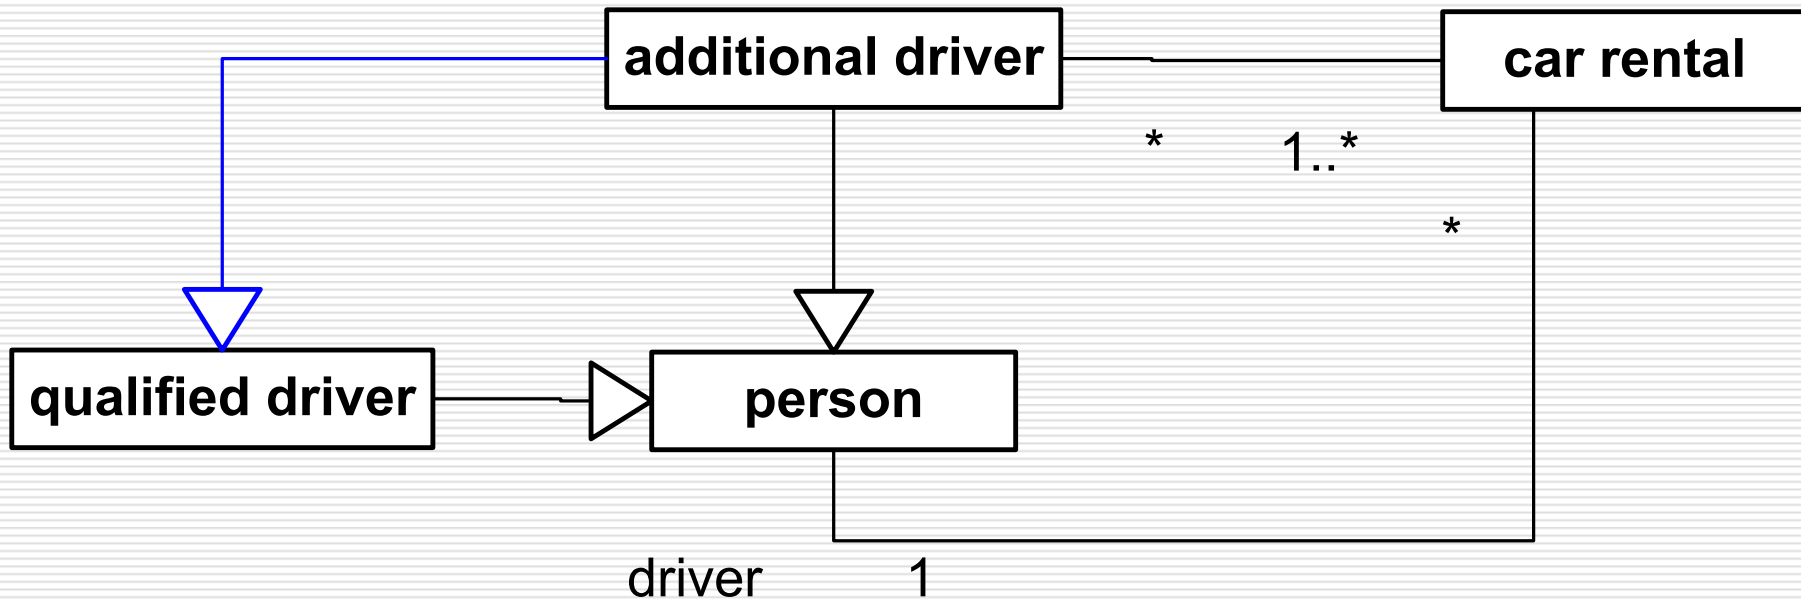 additional driver
car rental
* 1..*
*
qualified driver
person
driver 1